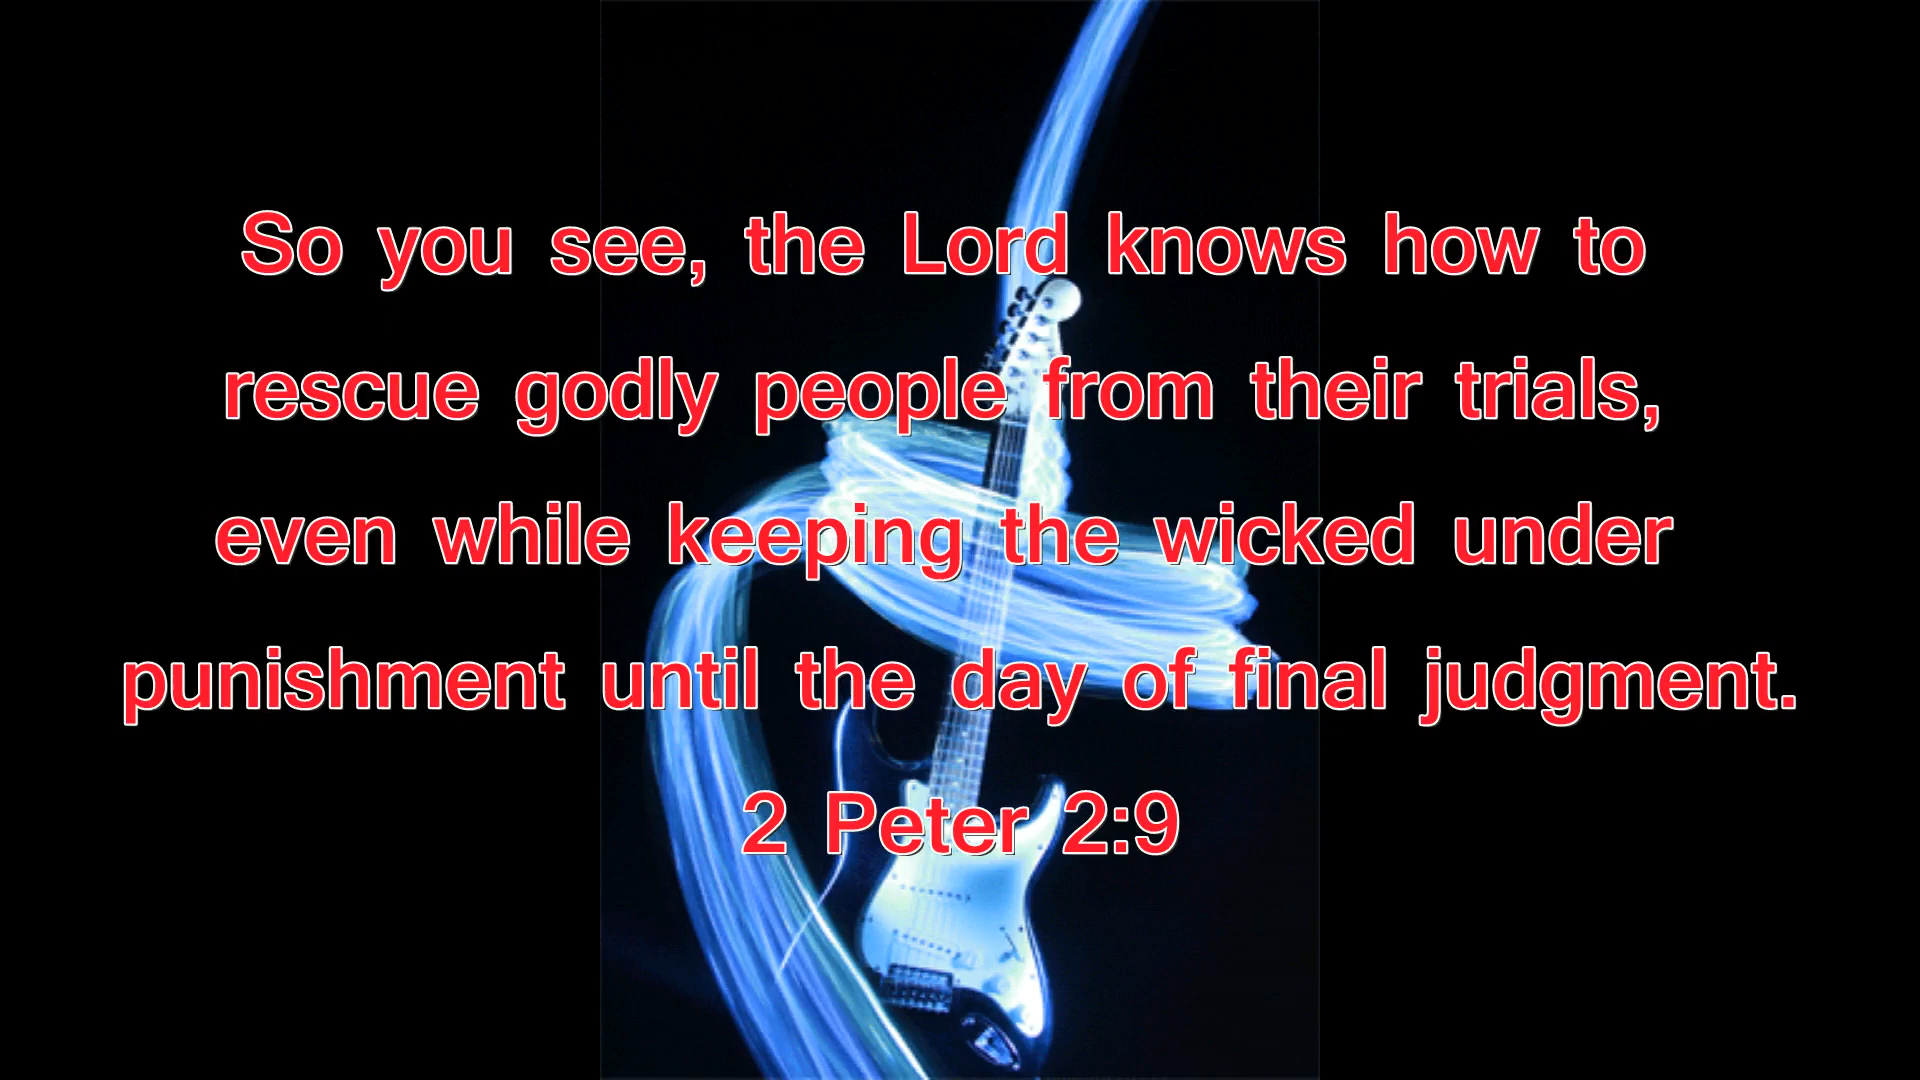 So you see, the Lord knows how to
rescue godly people from their trials,
even while keeping the wicked under
punishment until the day of final judgment.
2 Peter 2:9